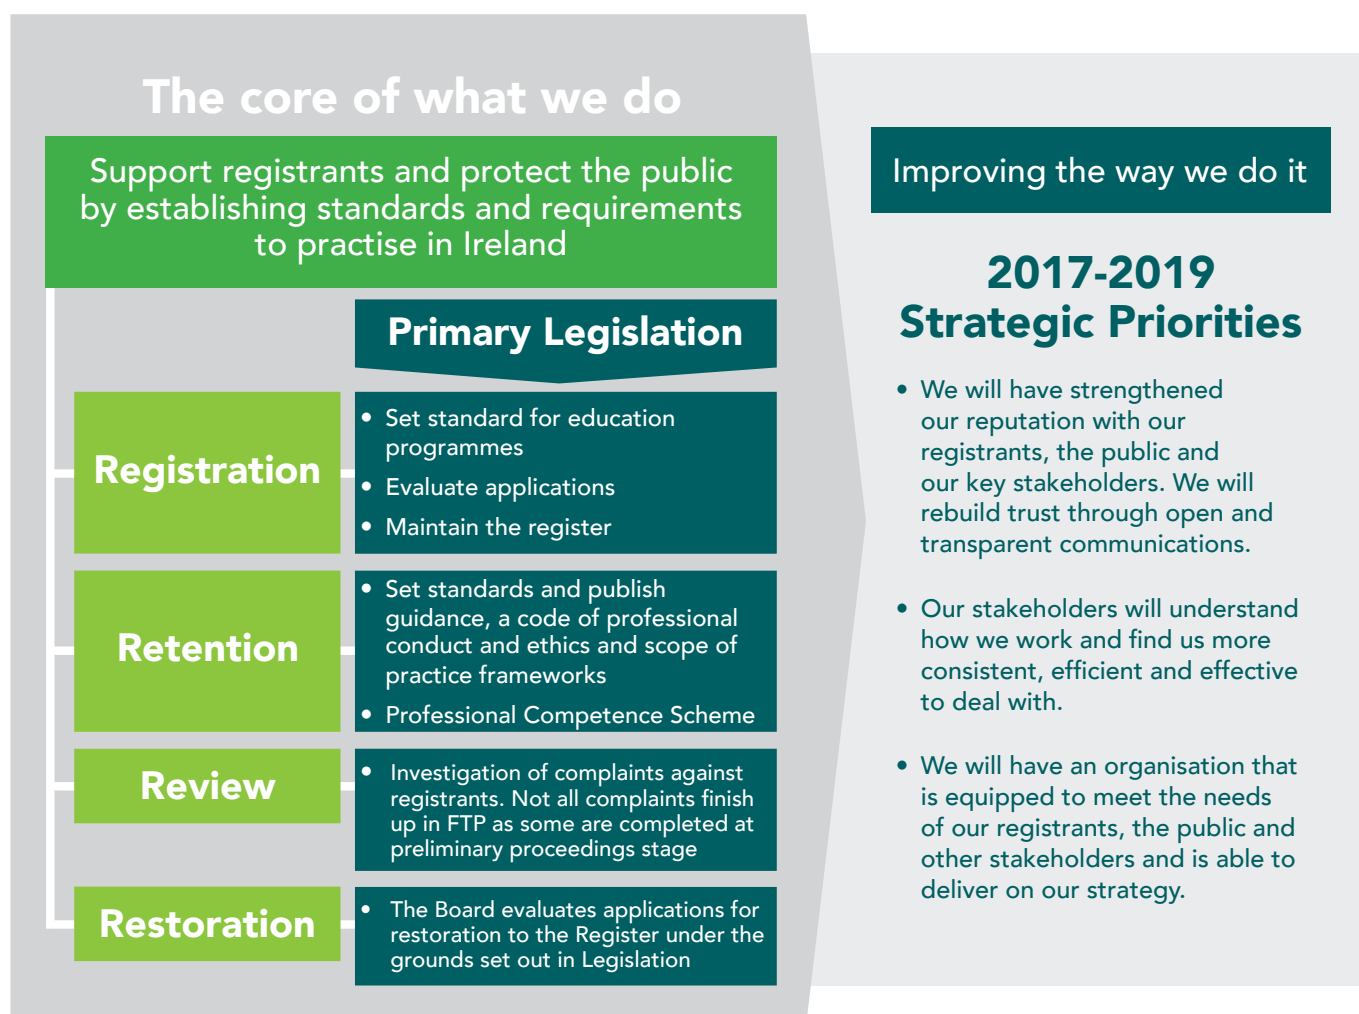 The core of what we do
Support registrants and protect the public
by establishing standards and requirements
to practise in Ireland
Primary Legislation
Registration
• Set standard for education
programmes
• Evaluate applications
• Maintain the register
Retention
• Set standards and publish
guidance, a code of professional
conduct and ethics and scope of
practice frameworks
• Professional Competence Scheme
Review
• Investigation of complaints against
registrants. Not all complaints finish
up in FTP as some are completed at
preliminary proceedings stage
Restoration
• The Board evaluates applications for
restoration to the Register under the
grounds set out in Legislation
Improving the way we do it
2017-2019
Strategic Priorities
• We will have strengthened
our reputation with our
registrants, the public and
our key stakeholders. We will
rebuild trust through open and
transparent communications.
• Our stakeholders will understand
how we work and find us more
consistent, efficient and effective
to deal with.
• We will have an organisation that
is equipped to meet the needs
of our registrants, the public and
other stakeholders and is able to
deliver on our strategy.